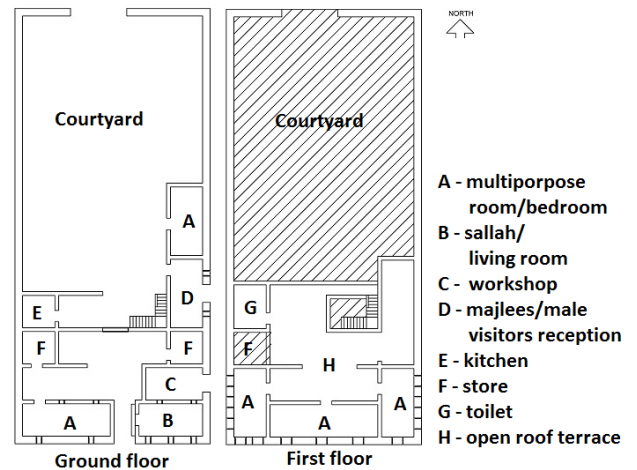 NORTH
Courtyard
A
D
E
F
F
C
A
B
Ground floor
Courtyard
G
F
H
A
A
A
First floor
A - multiporpose
room/bedroom
B - sallah/
living room
C - workshop
D - majlees/male
visitors reception
E - kitchen
F - store
G - toilet
H - open roof terrace